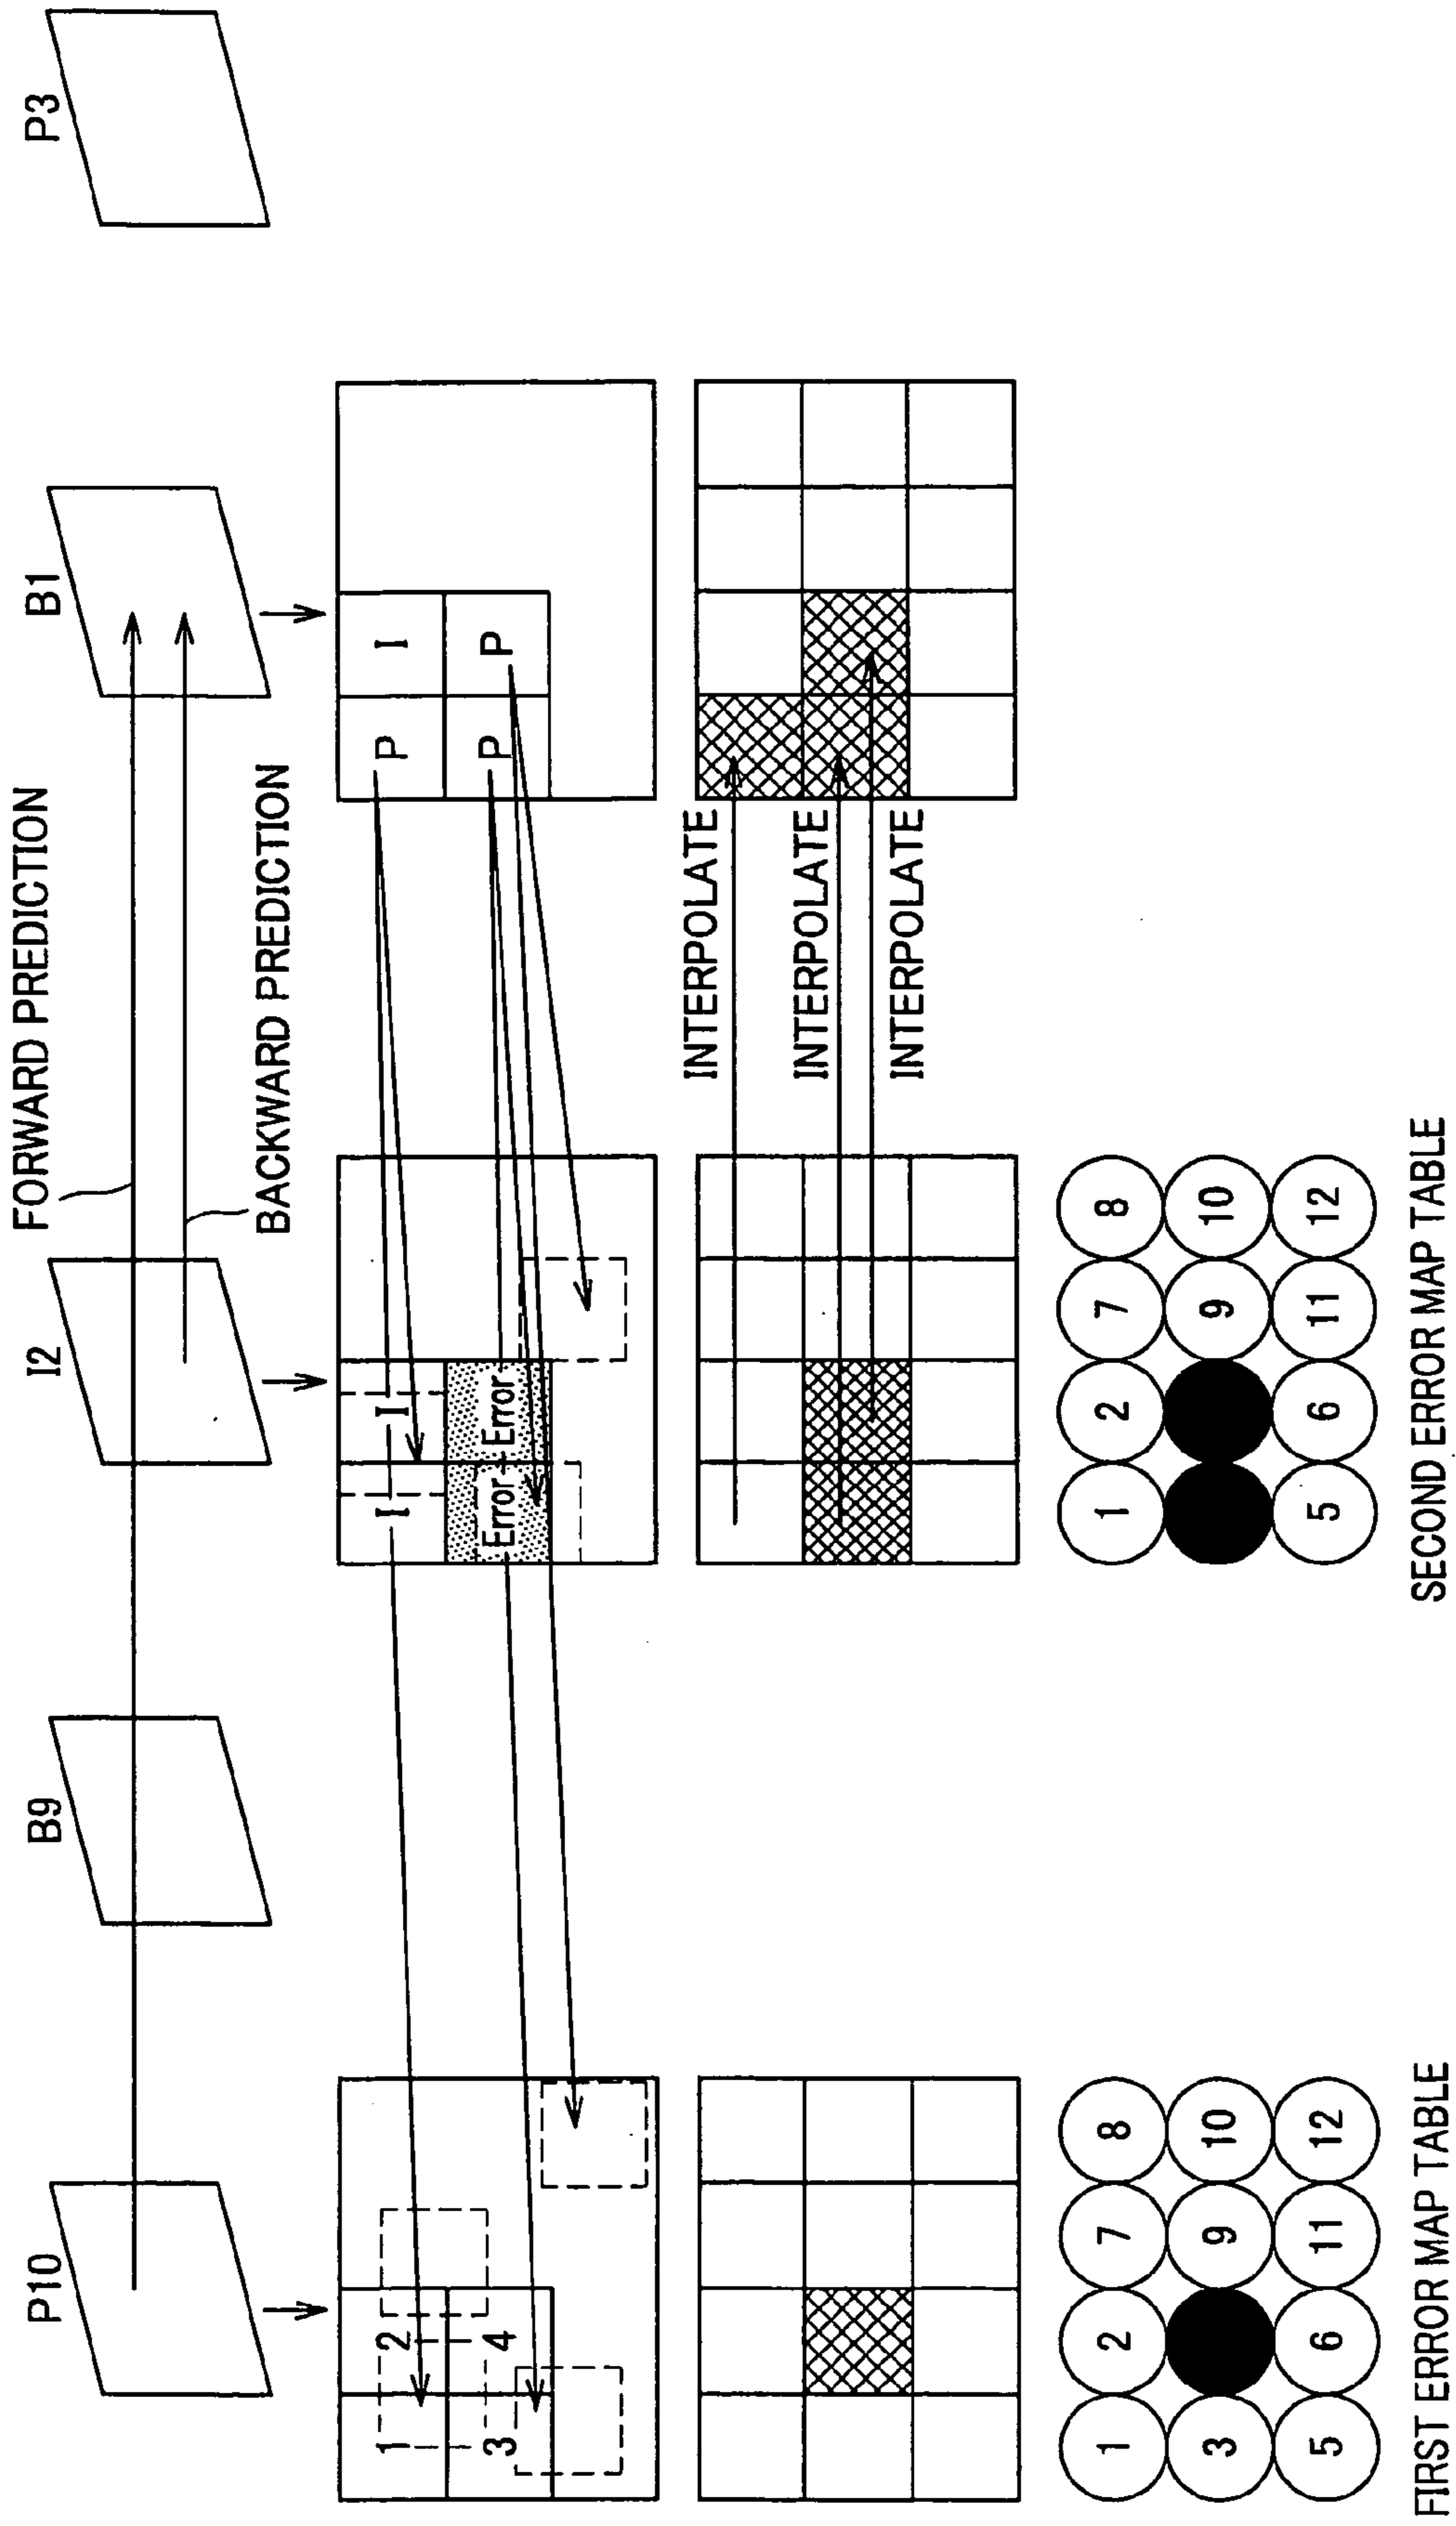 P10
B9
I2
B1
P3
FORWARD PREDICTION
BACKWARD PREDICTION
1 2
3 4
I I
Error Error
P I
P P
INTERPOLATE
INTERPOLATE
INTERPOLATE
1 2 7 8
3 9 10
5 6 11 12
FIRST ERROR MAP TABLE
1 2 7 8
9 10
5 6 11 12
SECOND ERROR MAP TABLE